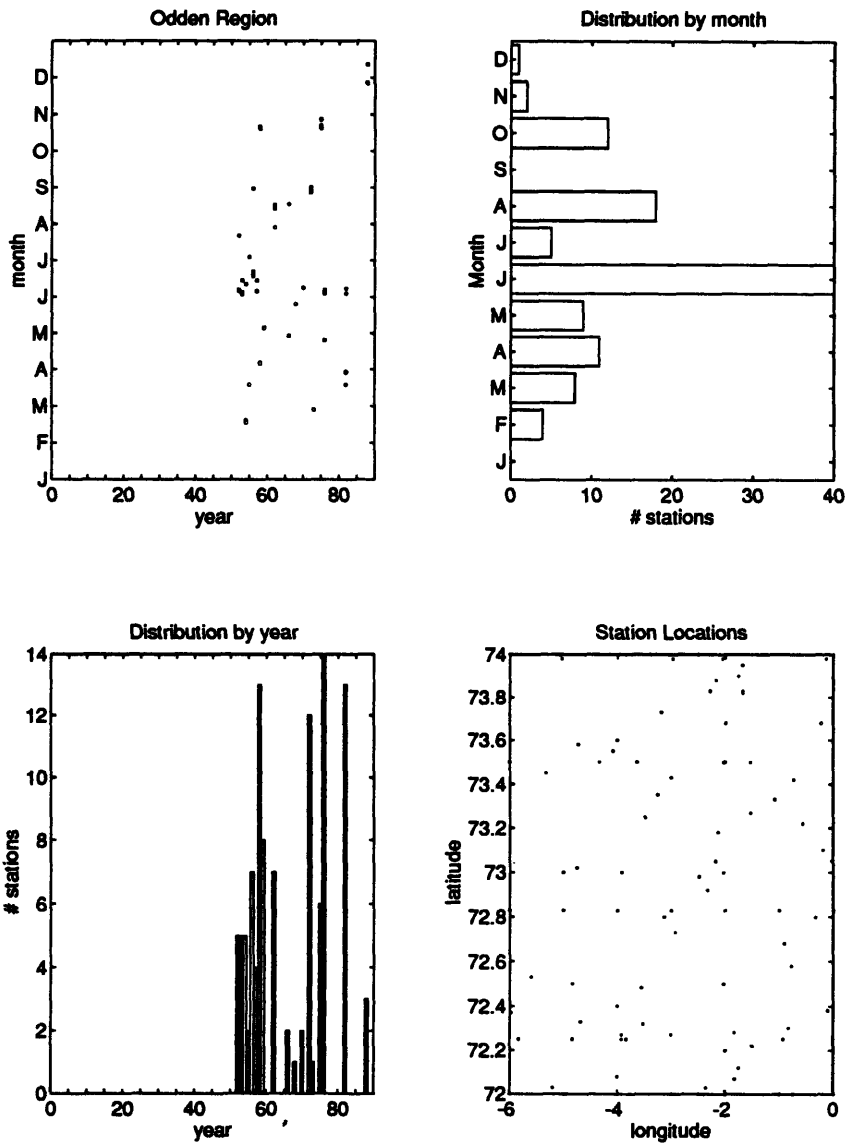 Odden Region
D
N
O
S
A
J
J
M
A
M
F
J
month
0 20 40 60 80
year
Distribution by month
D
N
O
S
A
J
J
M
A
M
F
J
Month
0 10 20 30 40
# stations
Distribution by year
14
12
10
8
6
4
2
0
# stations
0 20 40 60 80
year
Station Locations
74
73.8
73.6
73.4
73.2
73
72.8
72.6
72.4
72.2
72
latitude
-6 -4 -2 0
longitude